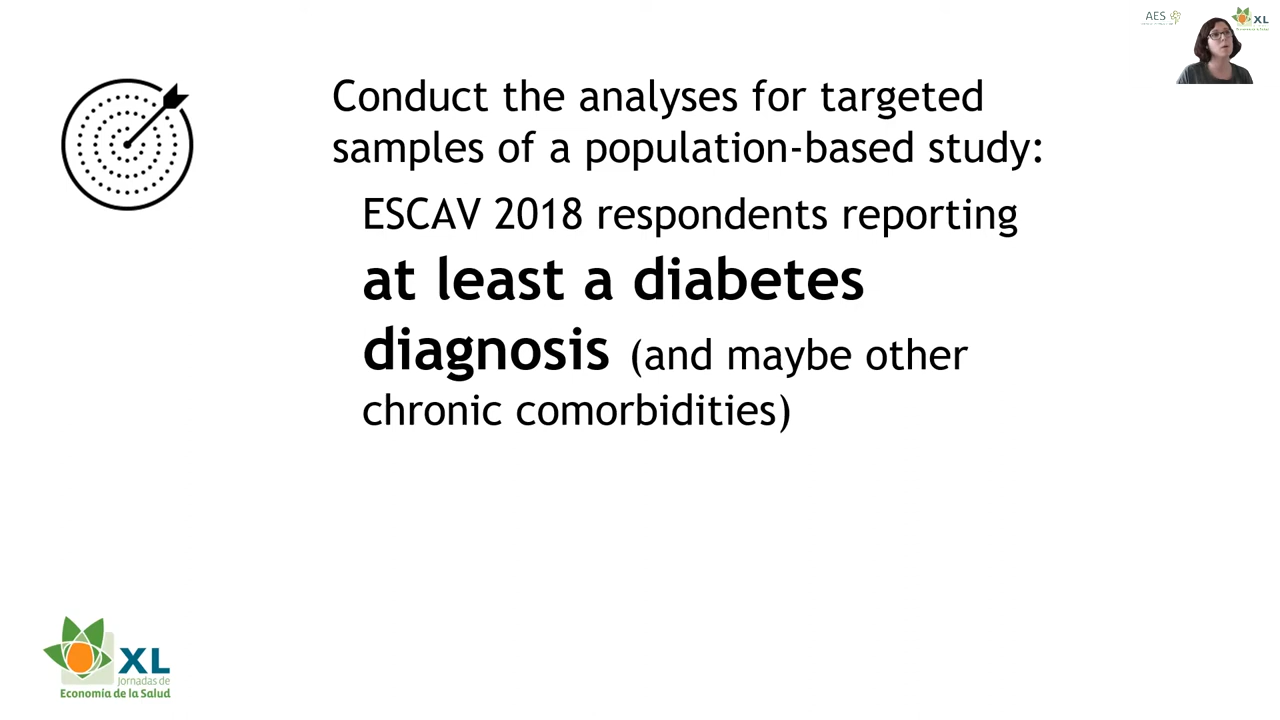 AES
XL
Conduct the analyses for targeted
samples of a population-based study:
ESCAV 2018 respondents reporting
at least a diabetes
diagnosis (and maybe other
chronic comorbidities)
XL
Jornadas de
Economía de la Salud